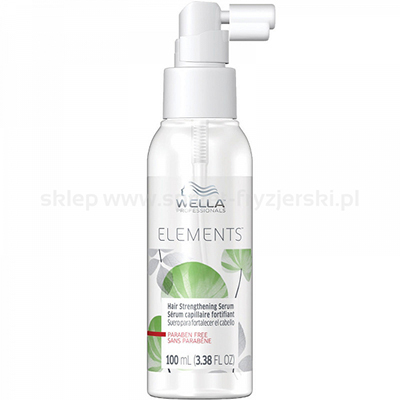 WELLA
PROFESSIONALS
ELEMENTS
Hair Strengthening Serum
Sérum capillaire fortifiant
Suero para fortalecer el cabello
PARABEN FREE
SANS PARABÈNE
100 mL (3.38 FL OZ)
sklep www.s
yzjerski.pl